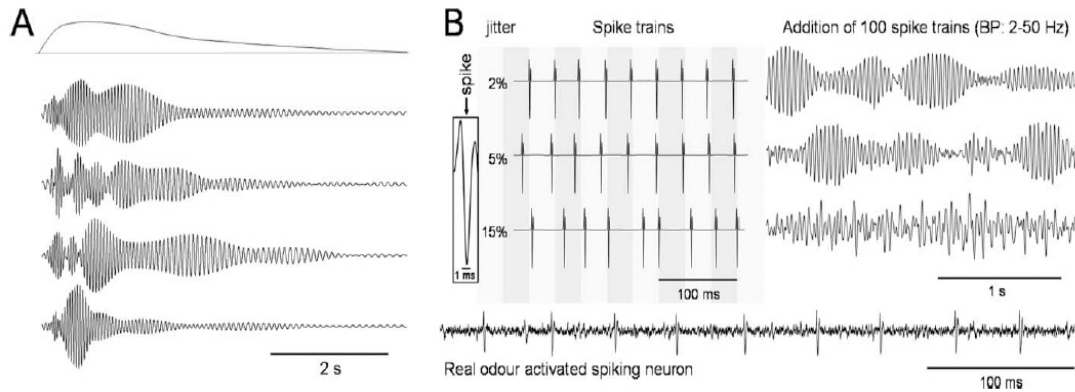 A
2 s
B
jitter
Spike trains
Addition of 100 spike trains (BP: 2-50 Hz)
spike
2%
5%
15%
1 ms
100 ms
1 s
Real odour activated spiking neuron
100 ms